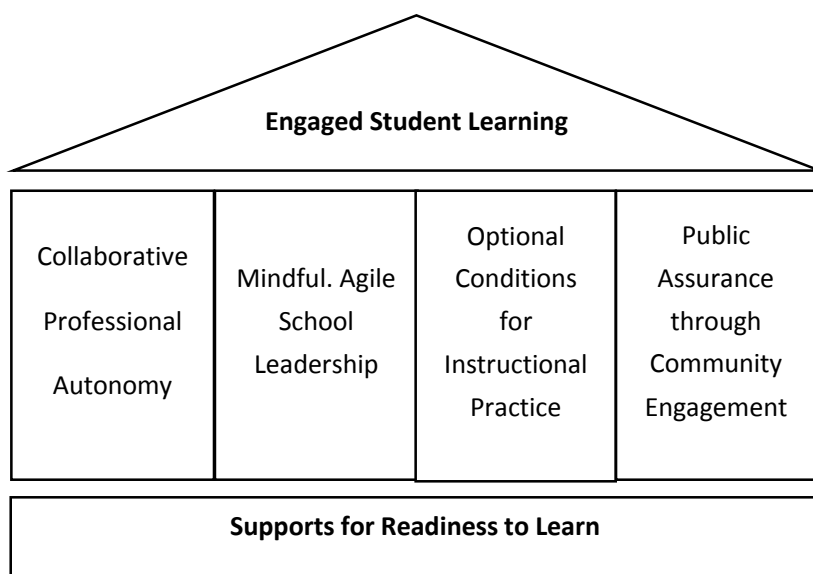 Engaged Student Learning
Collaborative
Professional
Autonomy
Mindful. Agile
School
Leadership
Optional
Conditions
for
Instructional
Practice
Public
Assurance
through
Community
Engagement
Supports for Readiness to Learn